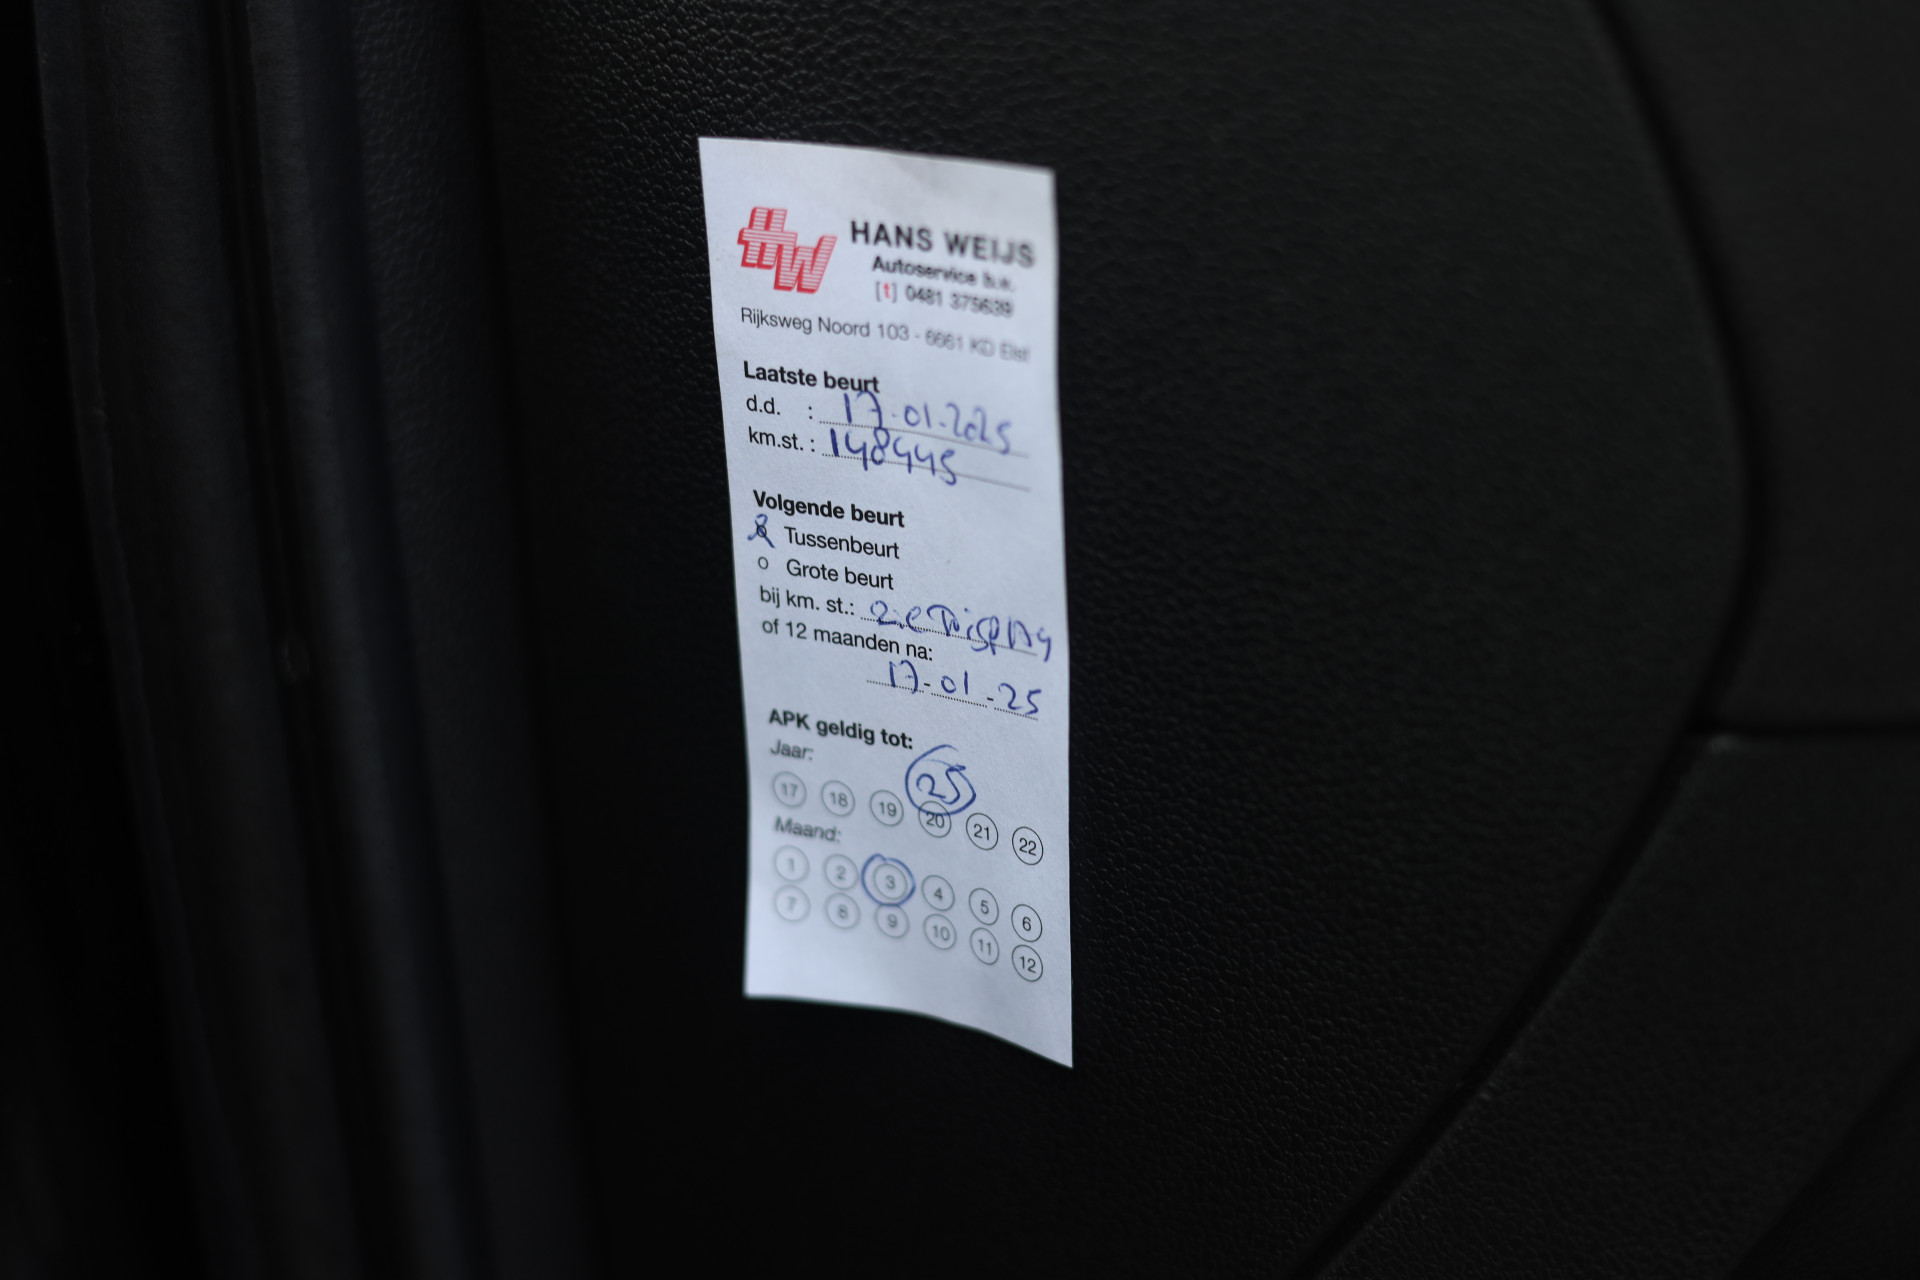 HW HANS WEIJS
Autoservice b.v.
[t] 0481 375639
Rijksweg Noord 103 - 6661 KD Elst
Laatste beurt
d.d. : 17-01-2025
km.st. : 148445
Volgende beurt
Tussenbeurt
o Grote beurt
bij km. st.: Zie Display
of 12 maanden na:
17-01-25
APK geldig tot:
Jaar:
25
17 18 19 20 21 22
Maand:
1 2 3 4 5 6
7 8 9 10 11 12